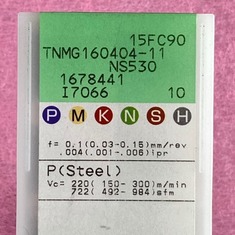 15FC90
TNMG160404-11
NS530
1678441
I7066 10
P M K N S H
f= 0.1(0.03-0.15)mm/rev
.004(.001-.006)ipr
P(Steel)
Vc= 220( 150- 300)m/min
722( 492- 984)sfm